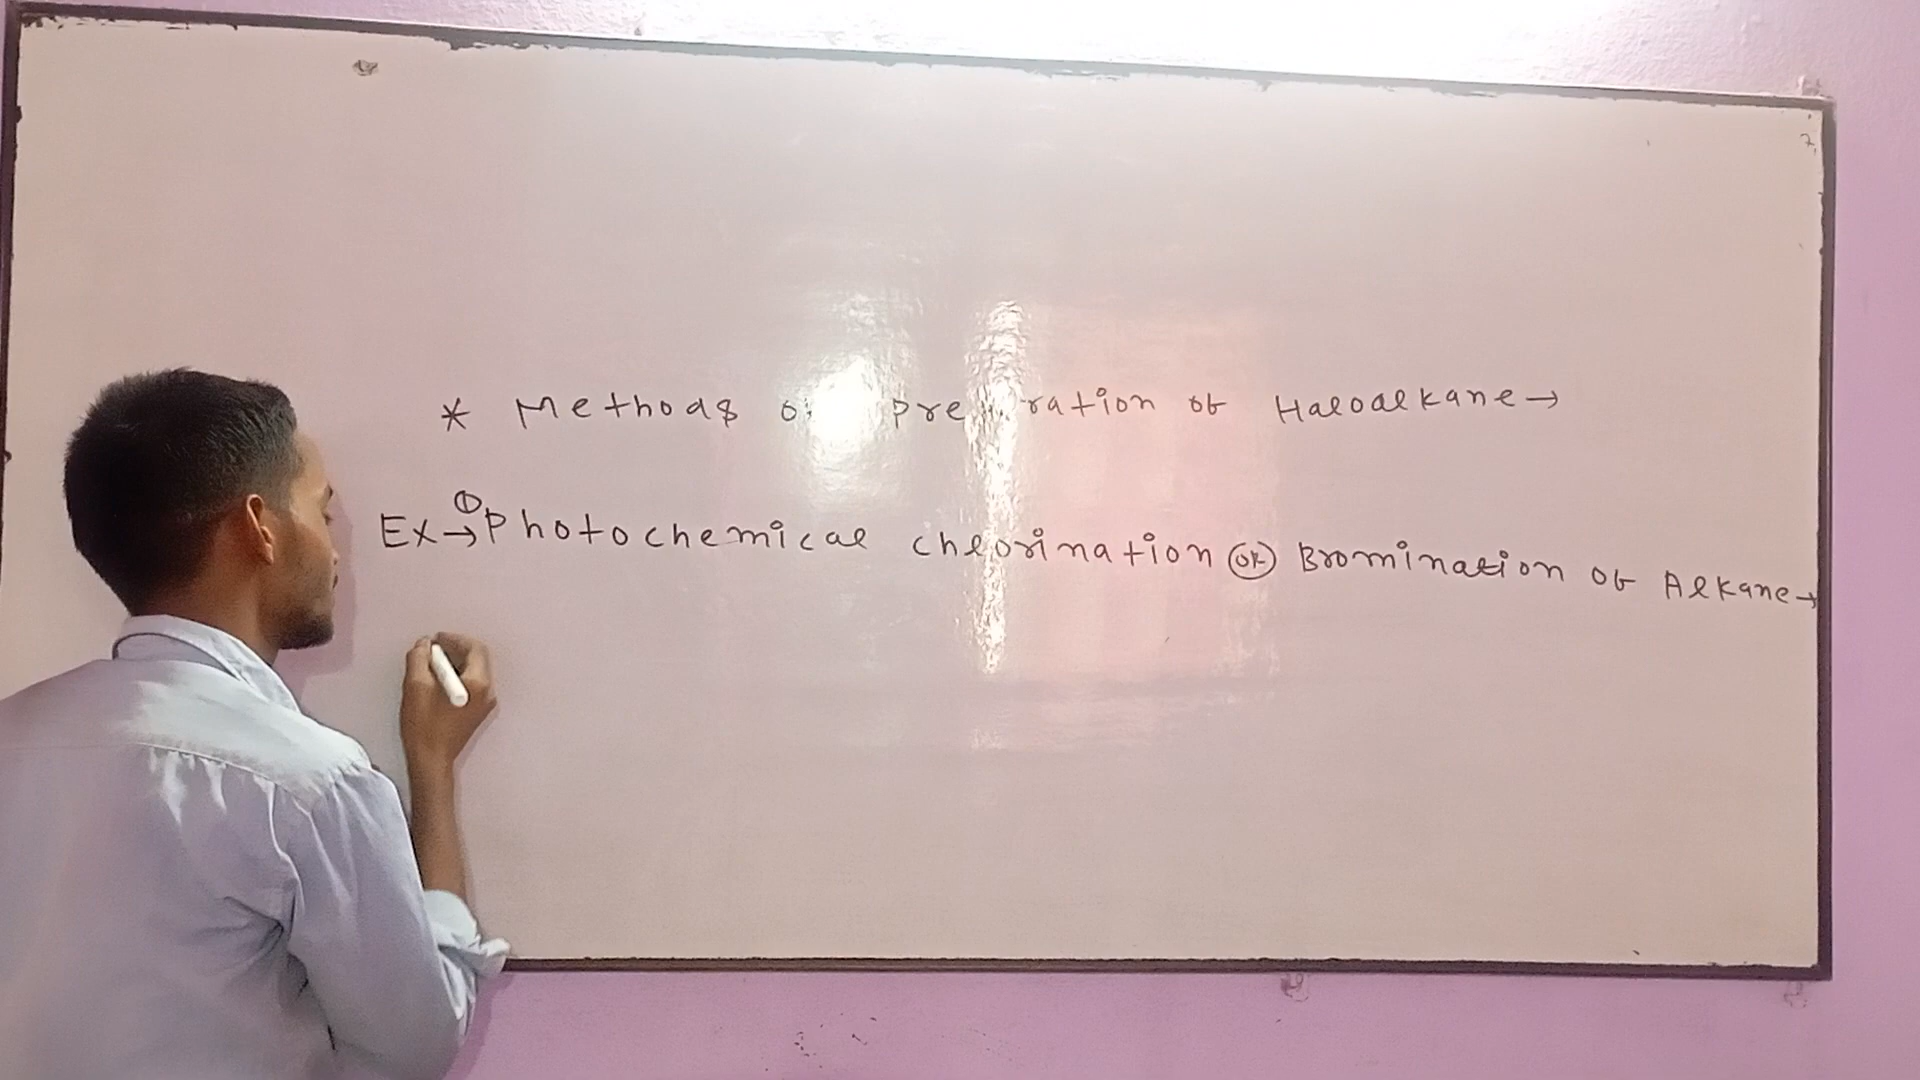 * Methods of preparation of Haloalkane →
Ex → ① Photochemical chlorination (OR) Bromination of Alkane →